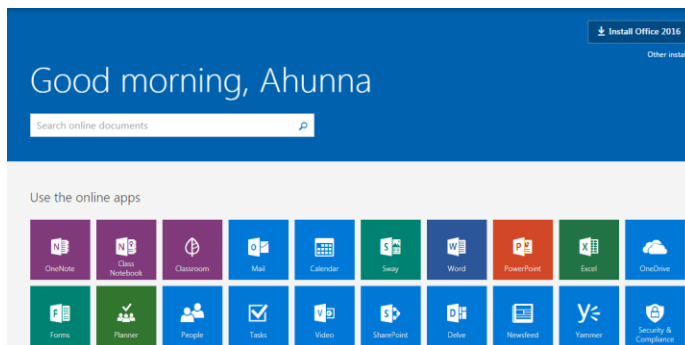 Install Office 2016
Other instal
Good morning, Ahunna
Search online documents
Use the online apps
OneNote
Class
Notebook
Classroom
Mail
Calendar
Sway
Word
PowerPoint
Excel
OneDrive
Forms
Planner
People
Tasks
Video
SharePoint
Delve
Newsfeed
Yammer
Security &
Compliance